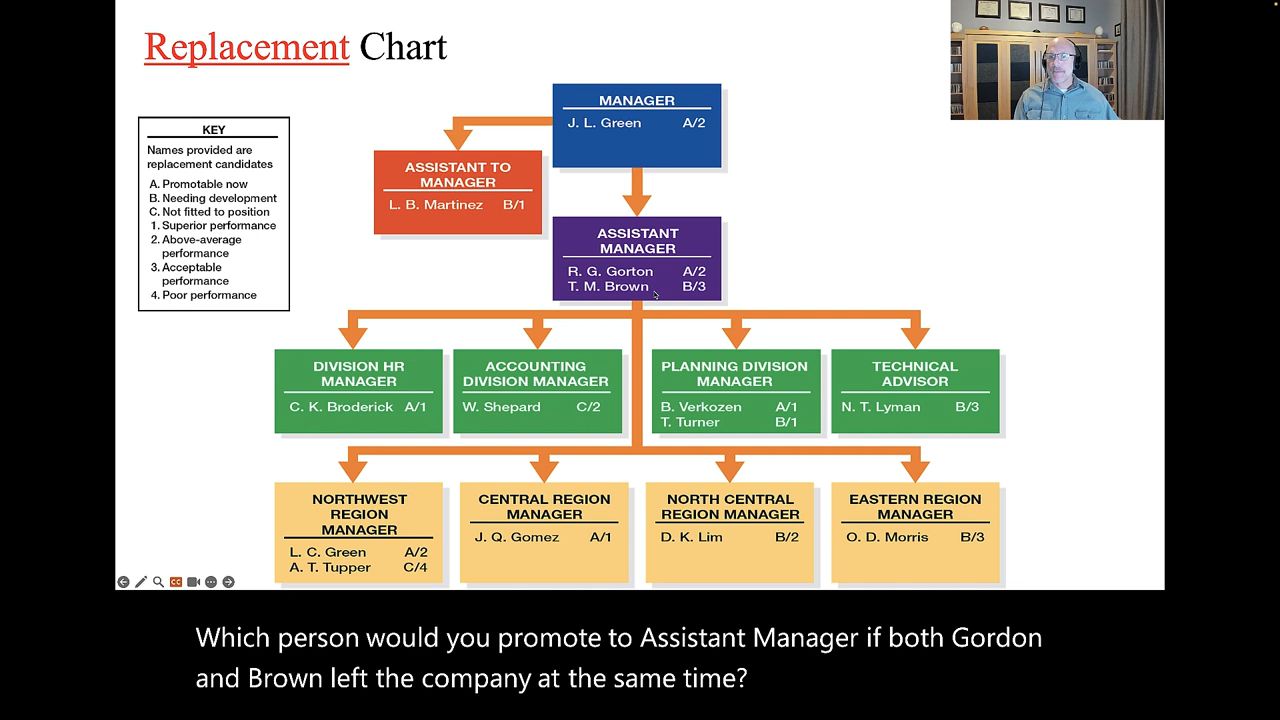 Replacement Chart
KEY
Names provided are
replacement candidates
A. Promotable now
B. Needing development
C. Not fitted to position
1. Superior performance
2. Above-average
performance
3. Acceptable
performance
4. Poor performance
MANAGER
J. L. Green A/2
ASSISTANT TO
MANAGER
L. B. Martinez B/1
ASSISTANT
MANAGER
R. G. Gorton A/2
T. M. Brown B/3
DIVISION HR
MANAGER
C. K. Broderick A/1
ACCOUNTING
DIVISION MANAGER
W. Shepard C/2
PLANNING DIVISION
MANAGER
B. Verkozen A/1
T. Turner B/1
TECHNICAL
ADVISOR
N. T. Lyman B/3
NORTHWEST
REGION
MANAGER
L. C. Green A/2
A. T. Tupper C/4
CENTRAL REGION
MANAGER
J. Q. Gomez A/1
NORTH CENTRAL
REGION MANAGER
D. K. Lim B/2
EASTERN REGION
MANAGER
O. D. Morris B/3
CC
Which person would you promote to Assistant Manager if both Gordon
and Brown left the company at the same time?